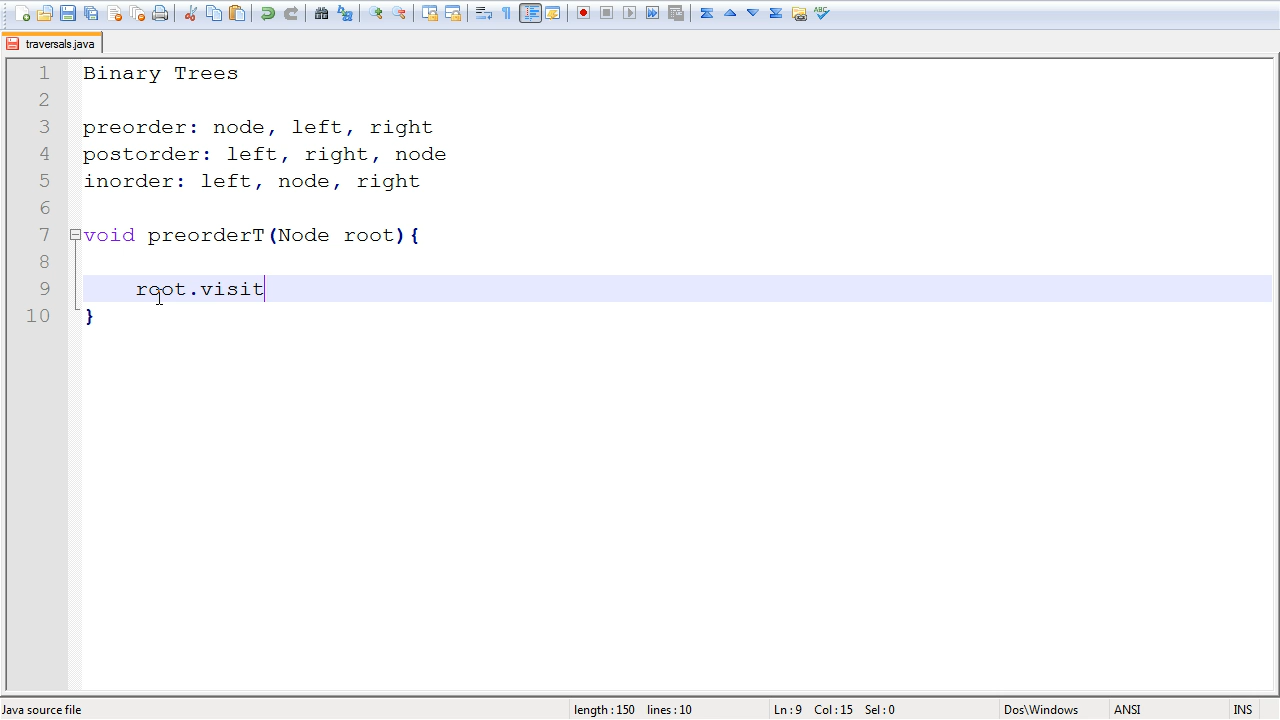 traversals.java
1 Binary Trees
2
3 preorder: node, left, right
4 postorder: left, right, node
5 inorder: left, node, right
6
7 void preorderT(Node root){
8
9 root.visit
10 }
Java source file length : 150 lines : 10 Ln : 9 Col : 15 Sel : 0 Dos\Windows ANSI INS